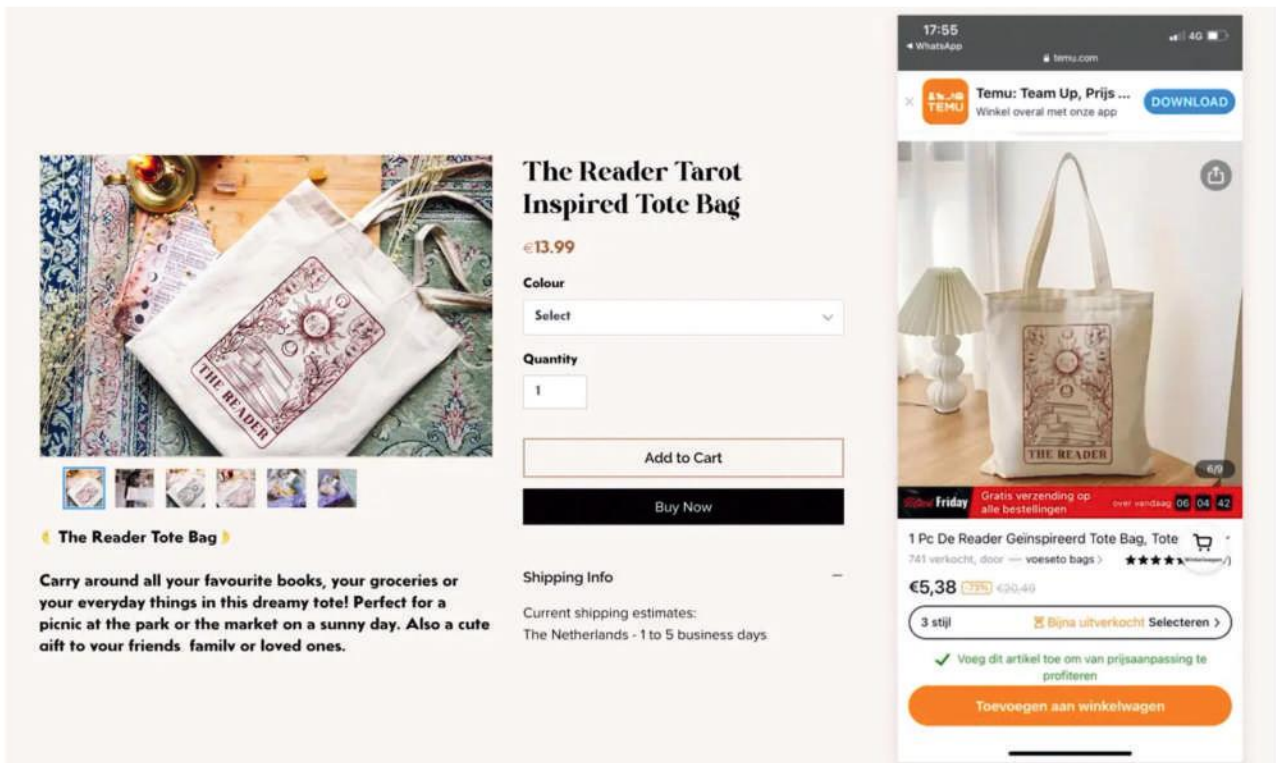 The Reader Tarot
Inspired Tote Bag
€13.99
Colour
Select
Quantity
1
Add to Cart
Buy Now
Shipping Info
Current shipping estimates:
The Netherlands - 1 to 5 business days
THE READER
The Reader Tote Bag
Carry around all your favourite books, your groceries or
your everyday things in this dreamy tote! Perfect for a
picnic at the park or the market on a sunny day. Also a cute
gift to your friends family or loved ones.
17:55
4G
WhatsApp
temu.com
TEMU
Temu: Team Up, Prijs ...
Winkel overal met onze app
DOWNLOAD
THE READER
6/9
Friday
Gratis verzending op
alle bestellingen
over vandaag 06 04 42
1 Pc De Reader Geïnspireerd Tote Bag, Tote
741 verkocht, door — voeseto bags >
€5,38 -73% €20,49
3 stijl
Bijna uitverkocht Selecteren >
Voeg dit artikel toe om van prijsaanpassing te
profiteren
Toevoegen aan winkelwagen